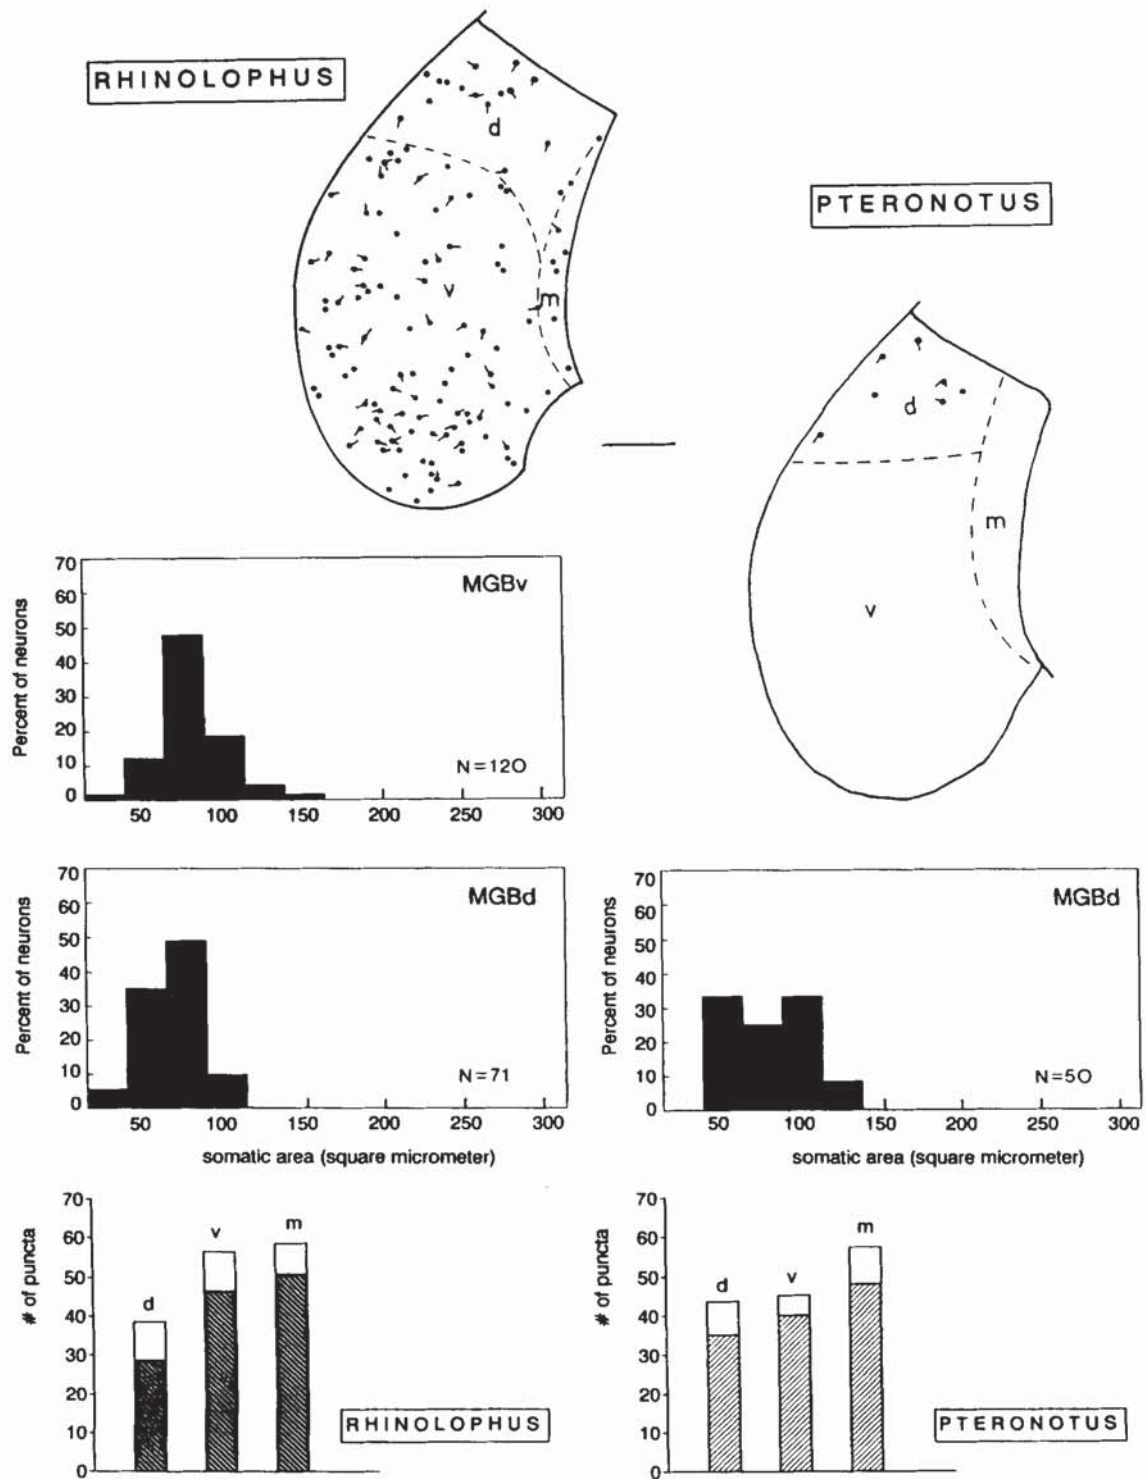 RHINOLOPHUS
d
v
m
PTERONOTUS
d
m
v
Percent of neurons
70
60
50
40
30
20
10
0
MGBv
N=120
50 100 150 200 250 300
Percent of neurons
70
60
50
40
30
20
10
0
MGBd
N=71
50 100 150 200 250 300
somatic area (square micrometer)
Percent of neurons
70
60
50
40
30
20
10
0
MGBd
N=50
50 100 150 200 250 300
somatic area (square micrometer)
# of puncta
70
60
50
40
30
20
10
0
d
v
m
RHINOLOPHUS
# of puncta
70
60
50
40
30
20
10
0
d
v
m
PTERONOTUS